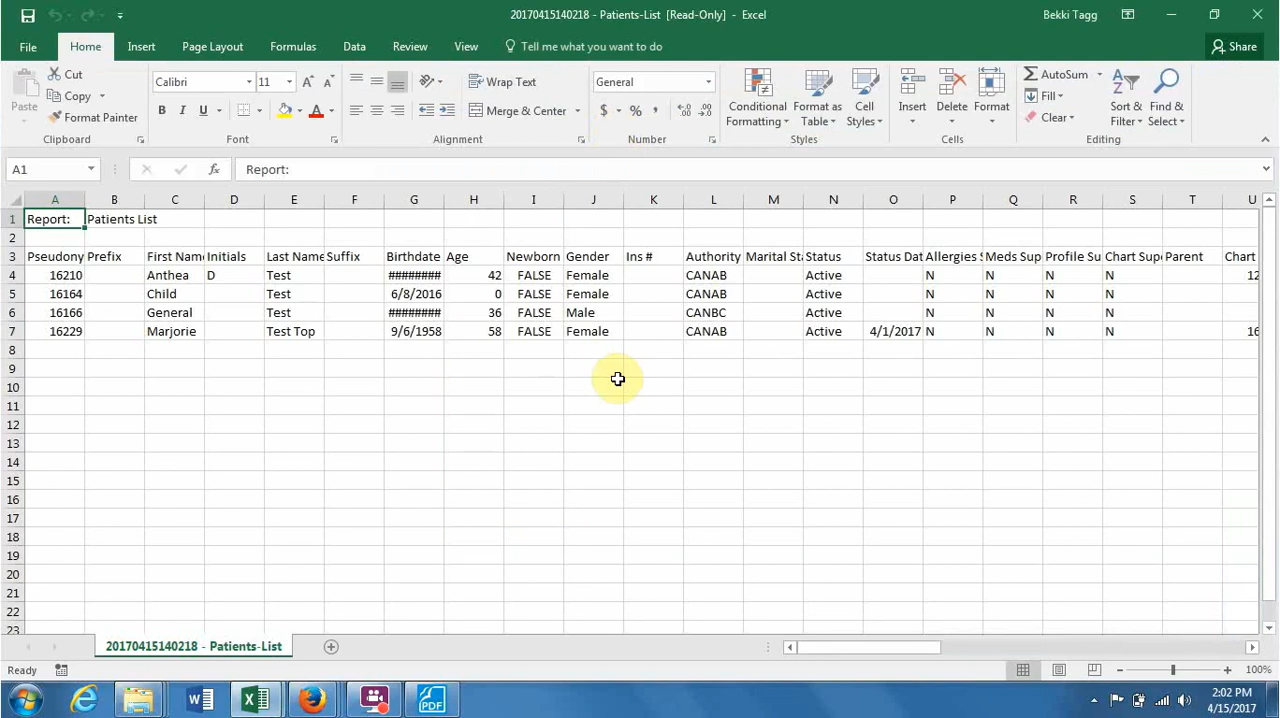 20170415140218 - Patients-List [Read-Only] - Excel
Bekki Tagg
File Home Insert Page Layout Formulas Data Review View Tell me what you want to do Share
Paste
Cut
Copy
Format Painter
Clipboard
Calibri 11
B I U
Font
Wrap Text
Merge & Center
Alignment
General
$ % ,
Number
Conditional Formatting
Format as Table
Cell Styles
Styles
Insert Delete Format
Cells
AutoSum
Fill
Clear
Sort & Filter
Find & Select
Editing
A1 fx Report:
A B C D E F G H I J K L M N O P Q R S T U
1 Report: Patients List
2
3 Pseudony Prefix First Name Initials Last Name Suffix Birthdate Age Newborn Gender Ins # Authority Marital Sta Status Status Dat Allergies S Meds Sup Profile Su Chart Supp Parent Chart
4 16210 Anthea D Test ######## 42 FALSE Female CANAB Active N N N N 12
5 16164 Child Test 6/8/2016 0 FALSE Female CANAB Active N N N N
6 16166 General Test ######## 36 FALSE Male CANBC Active N N N N
7 16229 Marjorie Test Top 9/6/1958 58 FALSE Female CANAB Active 4/1/2017 N N N N 16
8
9
10
11
12
13
14
15
16
17
18
19
20
21
22
23
20170415140218 - Patients-List
Ready 100%
PDF
2:02 PM
4/15/2017